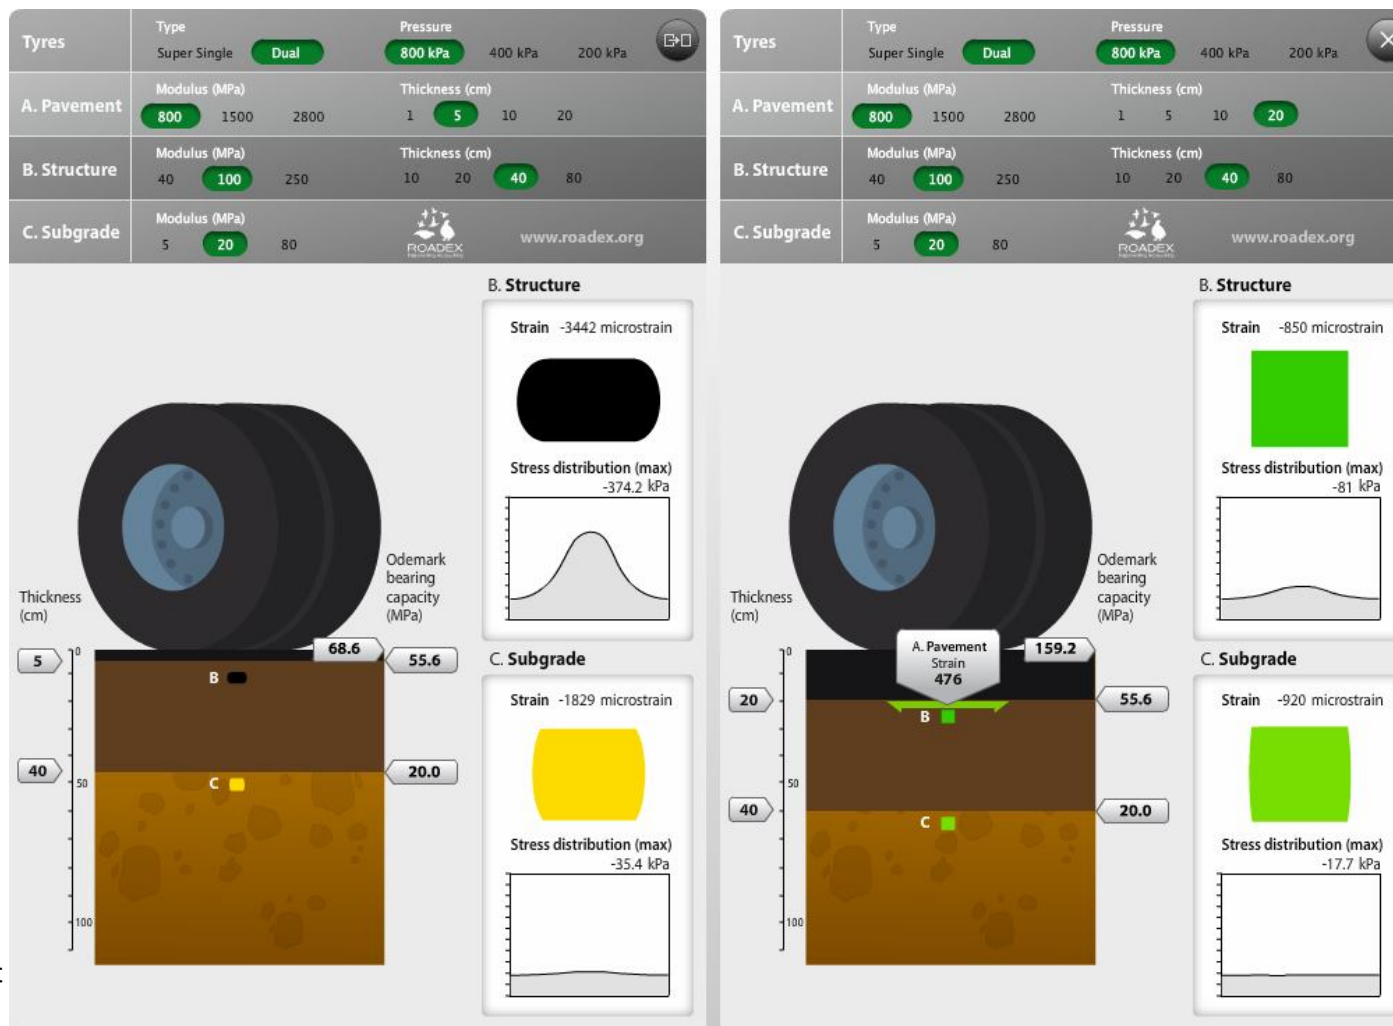 Tyres
Type
Super Single Dual
Pressure
800 kPa 400 kPa 200 kPa
A. Pavement
Modulus (MPa)
800 1500 2800
Thickness (cm)
1 5 10 20
B. Structure
Modulus (MPa)
40 100 250
Thickness (cm)
10 20 40 80
C. Subgrade
Modulus (MPa)
5 20 80
ROADEX
www.roadex.org
B. Structure
Strain -3442 microstrain
Stress distribution (max)
-374.2 kPa
Thickness
(cm)
Odemark
bearing
capacity
(MPa)
68.6
5
0
55.6
B
40
50
20.0
C
100
C. Subgrade
Strain -1829 microstrain
Stress distribution (max)
-35.4 kPa
Tyres
Type
Super Single Dual
Pressure
800 kPa 400 kPa 200 kPa
A. Pavement
Modulus (MPa)
800 1500 2800
Thickness (cm)
1 5 10 20
B. Structure
Modulus (MPa)
40 100 250
Thickness (cm)
10 20 40 80
C. Subgrade
Modulus (MPa)
5 20 80
ROADEX
www.roadex.org
B. Structure
Strain -850 microstrain
Stress distribution (max)
-81 kPa
Thickness
(cm)
Odemark
bearing
capacity
(MPa)
A. Pavement
Strain
476
159.2
0
20
55.6
B
50
40
20.0
C
100
C. Subgrade
Strain -920 microstrain
Stress distribution (max)
-17.7 kPa